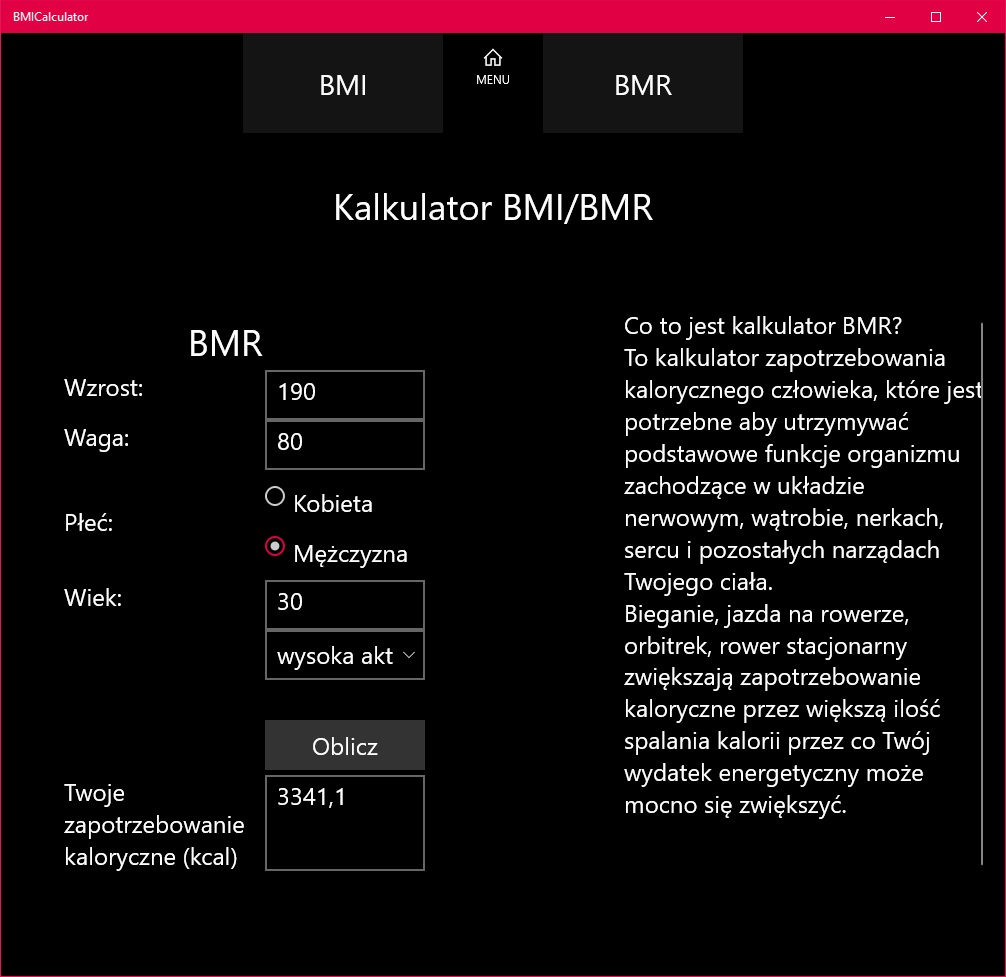 BMICalculator
BMI
MENU
BMR
Kalkulator BMI/BMR
BMR
Wzrost:
190
Waga:
80
Płeć:
Kobieta
Mężczyzna
Wiek:
30
wysoka akt
Oblicz
Twoje
zapotrzebowanie
kaloryczne (kcal)
3341,1
Co to jest kalkulator BMR?
To kalkulator zapotrzebowania
kalorycznego człowieka, które jest
potrzebne aby utrzymywać
podstawowe funkcje organizmu
zachodzące w układzie
nerwowym, wątrobie, nerkach,
sercu i pozostałych narządach
Twojego ciała.
Bieganie, jazda na rowerze,
orbitrek, rower stacjonarny
zwiększają zapotrzebowanie
kaloryczne przez większą ilość
spalania kalorii przez co Twój
wydatek energetyczny może
mocno się zwiększyć.